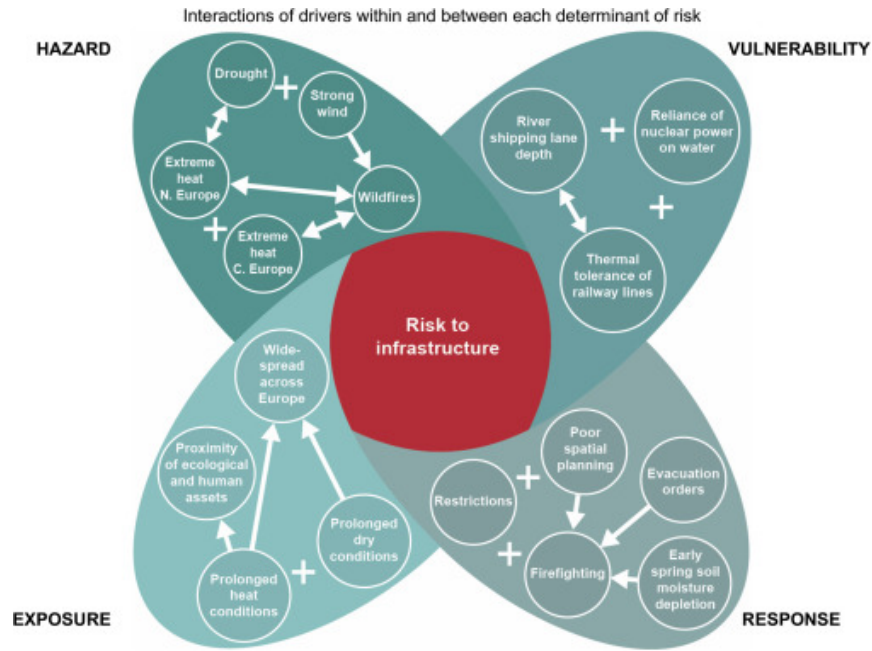 Interactions of drivers within and between each determinant of risk
HAZARD
VULNERABILITY
Drought
+
Strong
wind
Extreme
heat
N. Europe
+
Extreme
heat
C. Europe
Wildfires
River
shipping lane
depth
+
Reliance of
nuclear power
on water
+
Thermal
tolerance of
railway lines
Risk to
infrastructure
Wide-
spread
across
Europe
Proximity
of ecological
and human
assets
Prolonged
dry
conditions
+
Prolonged
heat
conditions
Poor
spatial
planning
+
Restrictions
+
Evacuation
orders
Firefighting
Early
spring soil
moisture
depletion
EXPOSURE
RESPONSE